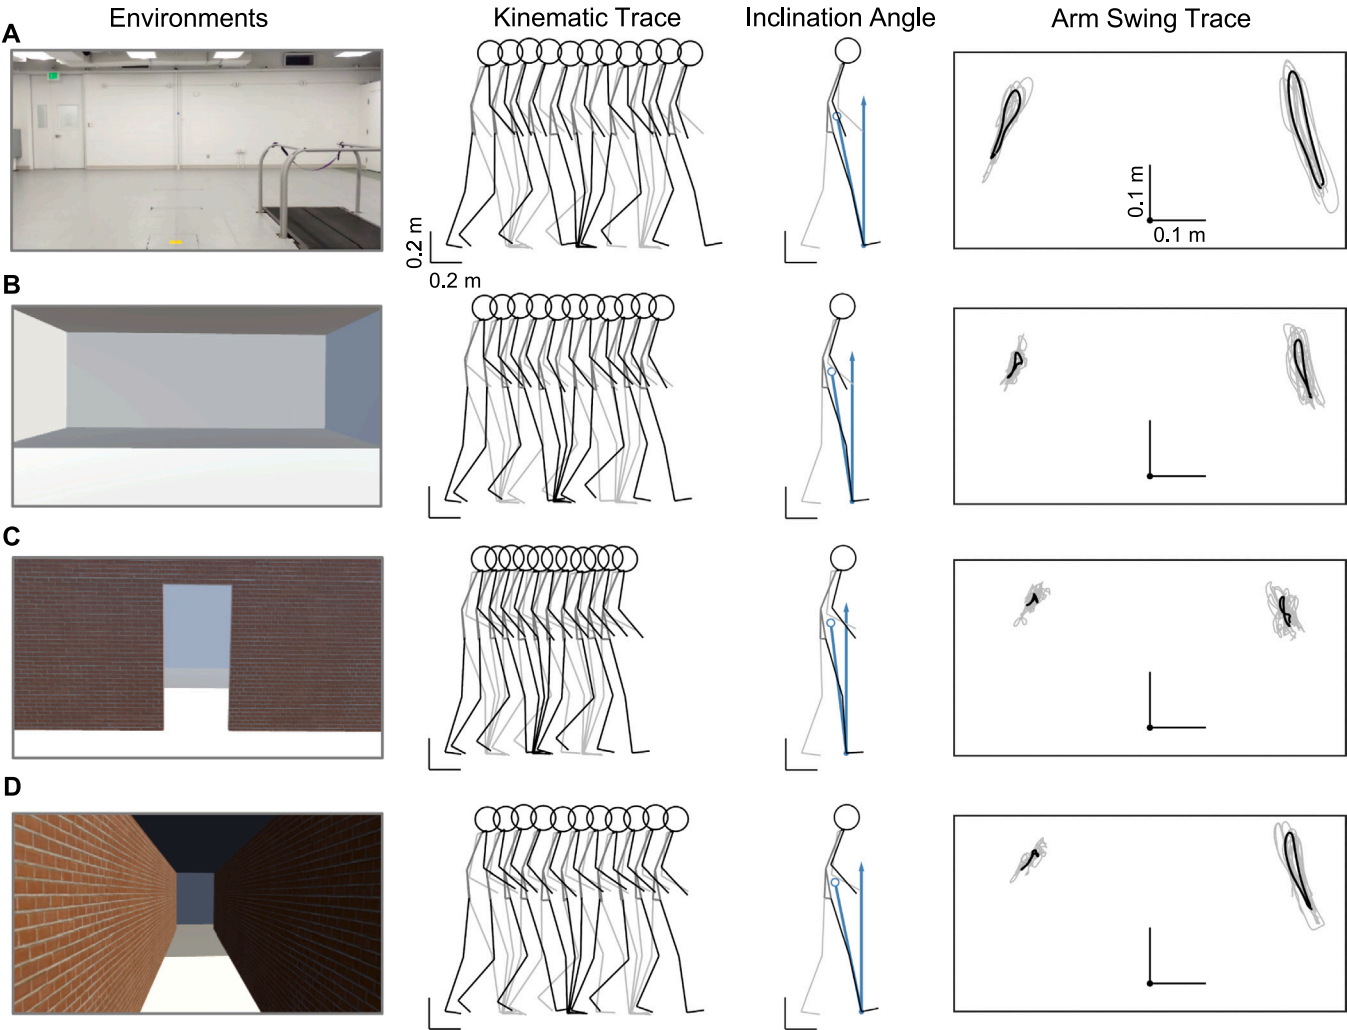 Environments
Kinematic Trace
Inclination Angle
Arm Swing Trace
A
0.2 m
0.2 m
0.1 m
0.1 m
B
C
D